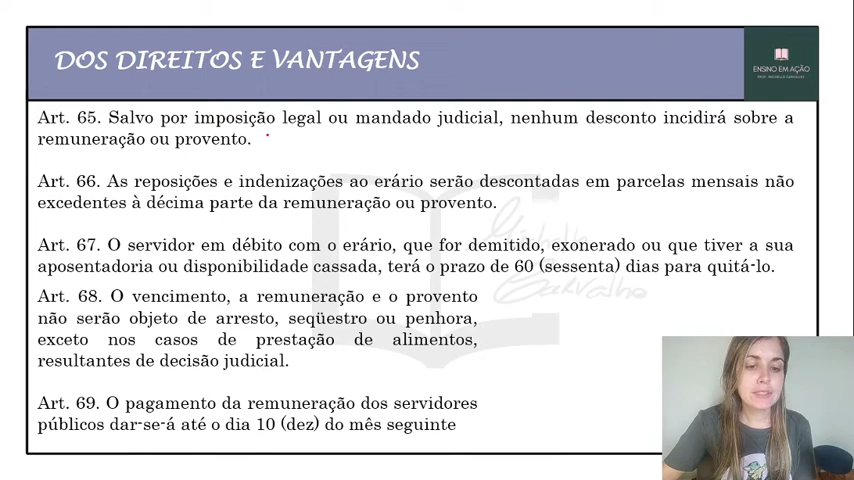 DOS DIREITOS E VANTAGENS
ENSINO EM AÇÃO
PROF. MICHELLE CARVALHO
Art. 65. Salvo por imposição legal ou mandado judicial, nenhum desconto incidirá sobre a
remuneração ou provento.
Art. 66. As reposições e indenizações ao erário serão descontadas em parcelas mensais não
excedentes à décima parte da remuneração ou provento.
Art. 67. O servidor em débito com o erário, que for demitido, exonerado ou que tiver a sua
aposentadoria ou disponibilidade cassada, terá o prazo de 60 (sessenta) dias para quitá-lo.
Art. 68. O vencimento, a remuneração e o provento
não serão objeto de arresto, seqüestro ou penhora,
exceto nos casos de prestação de alimentos,
resultantes de decisão judicial.
Art. 69. O pagamento da remuneração dos servidores
públicos dar-se-á até o dia 10 (dez) do mês seguinte
Michelle
Carvalho